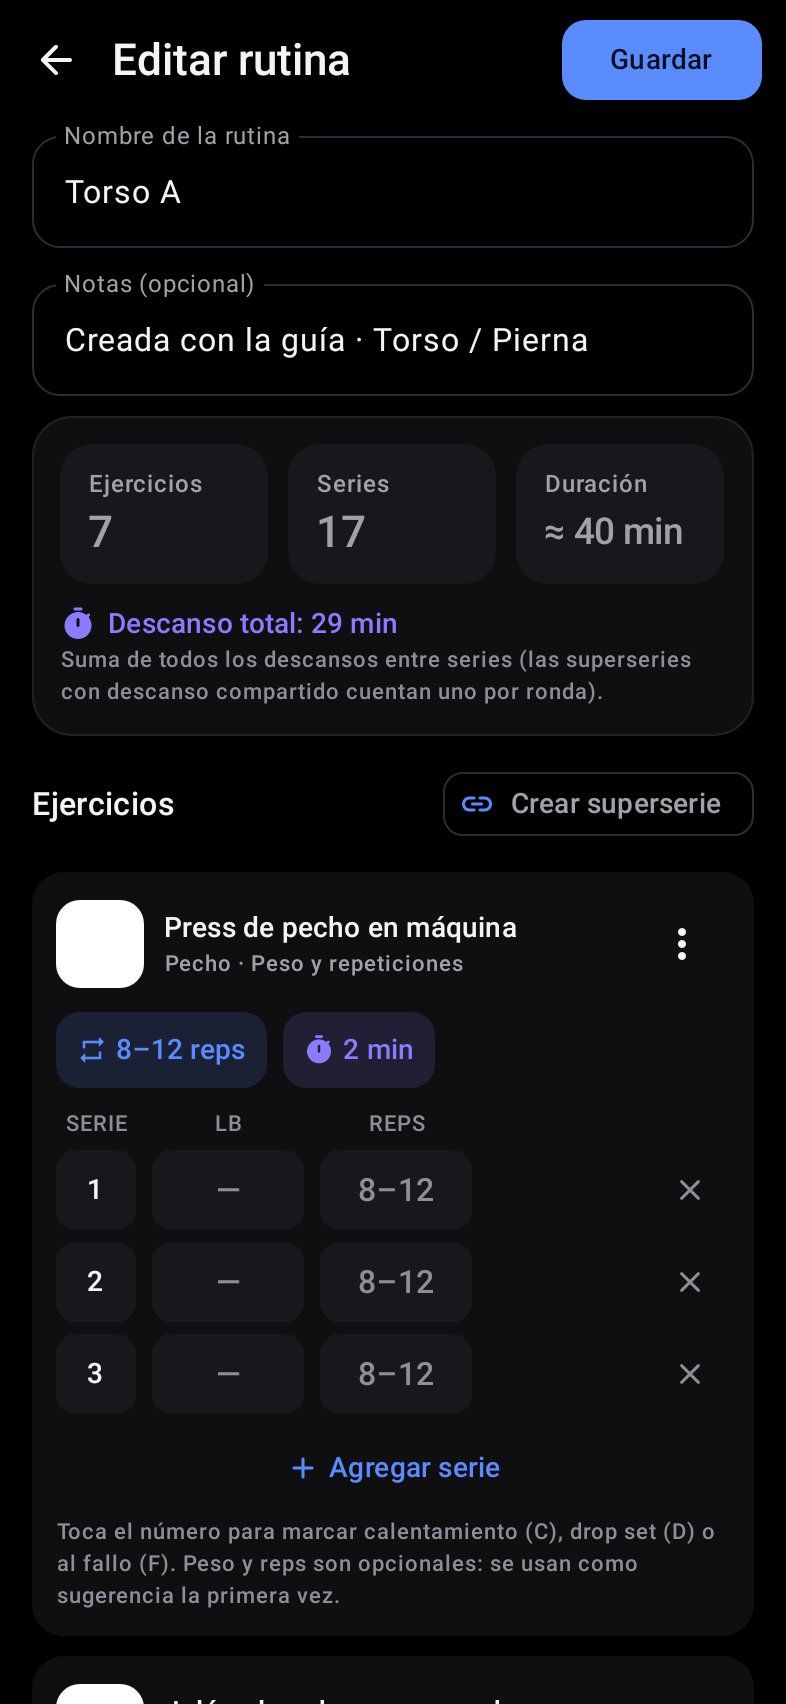 Editar rutina
Guardar
Nombre de la rutina
Torso A
Notas (opcional)
Creada con la guía · Torso / Pierna
Ejercicios
7
Series
17
Duración
≈ 40 min
Descanso total: 29 min
Suma de todos los descansos entre series (las superseries
con descanso compartido cuentan uno por ronda).
Ejercicios
Crear superserie
Press de pecho en máquina
Pecho · Peso y repeticiones
8–12 reps
2 min
SERIE LB REPS
1 — 8–12
2 — 8–12
3 — 8–12
+ Agregar serie
Toca el número para marcar calentamiento (C), drop set (D) o
al fallo (F). Peso y reps son opcionales: se usan como
sugerencia la primera vez.